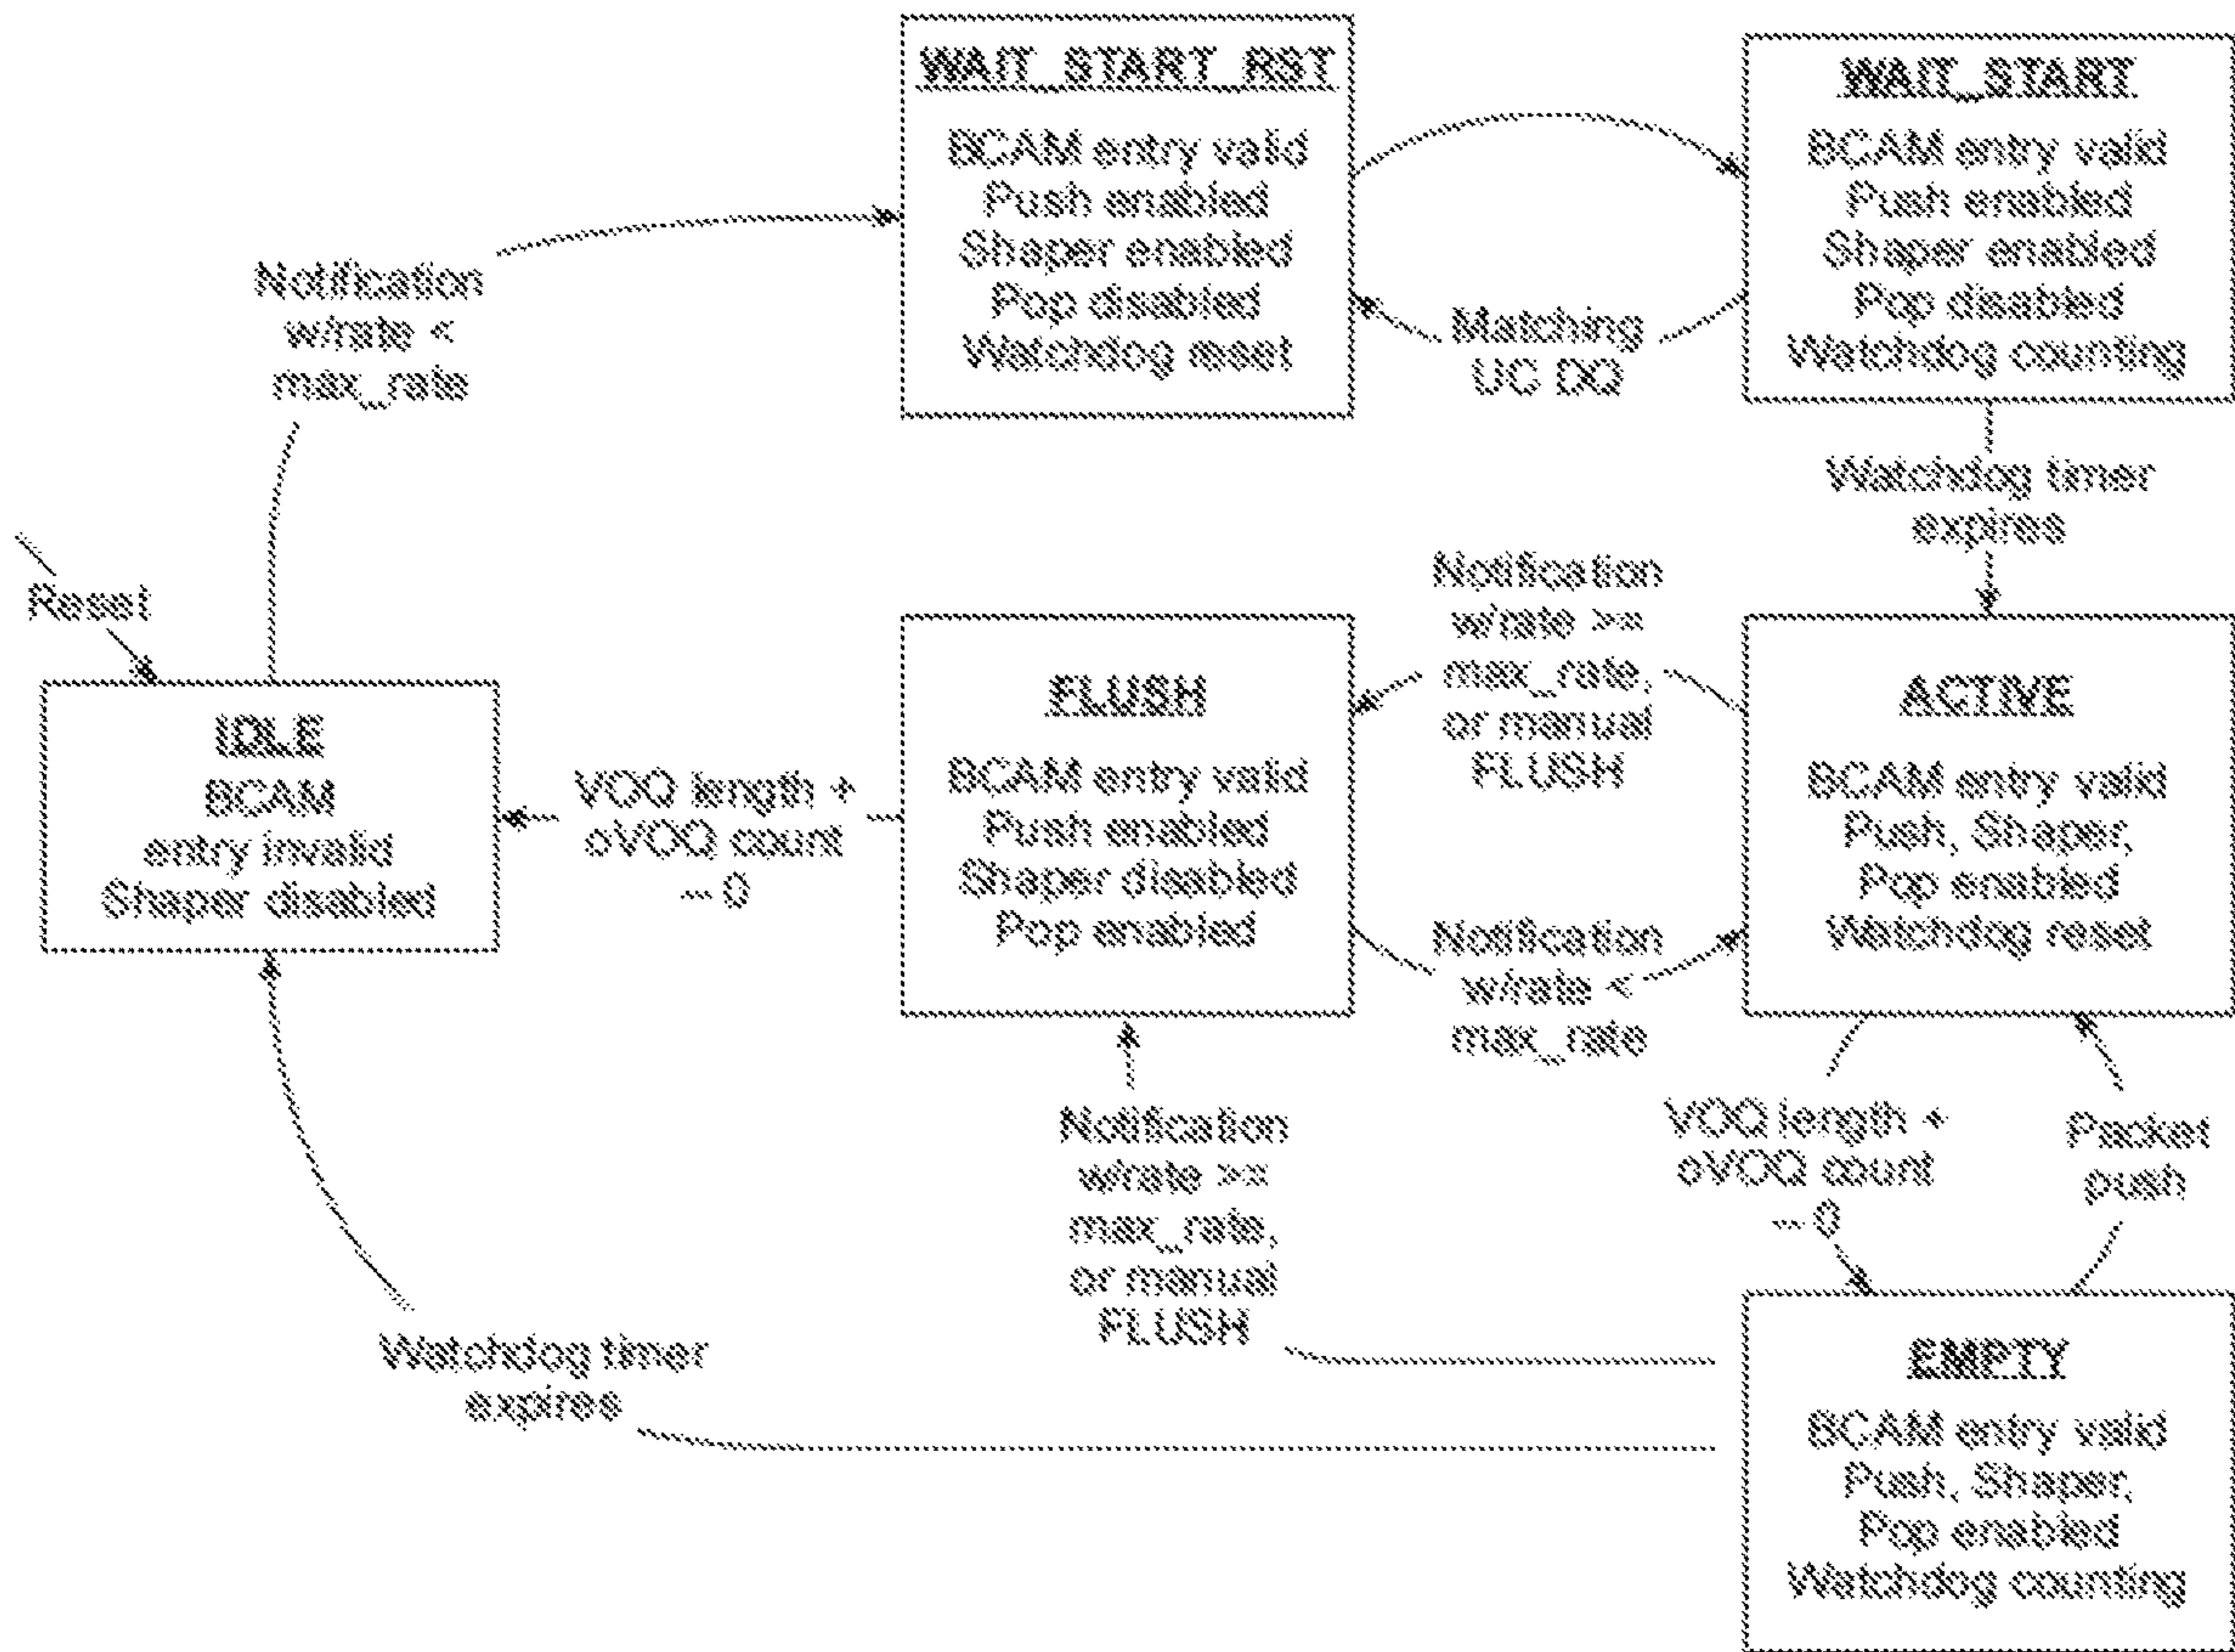 WAIT_START_RST
BCAM entry valid
Push enabled
Shaper enabled
Pop disabled
Watchdog reset
WAIT_START
BCAM entry valid
Push enabled
Shaper enabled
Pop disabled
Watchdog counting
Notification
w/rate <
max_rate
Matching
UC DQ
Watchdog timer
expires
Reset
IDLE
BCAM
entry invalid
Shaper disabled
VOQ length +
oVOQ count
-- 0
FLUSH
BCAM entry valid
Push enabled
Shaper disabled
Pop enabled
Notification
w/rate >=
max_rate,
or manual
FLUSH
Notification
w/rate <
max_rate
ACTIVE
BCAM entry valid
Push, Shaper,
Pop enabled
Watchdog reset
Notification
w/rate >=
max_rate,
or manual
FLUSH
VOQ length +
oVOQ count
-- 0
Packet
push
Watchdog timer
expires
EMPTY
BCAM entry valid
Push, Shaper,
Pop enabled
Watchdog counting